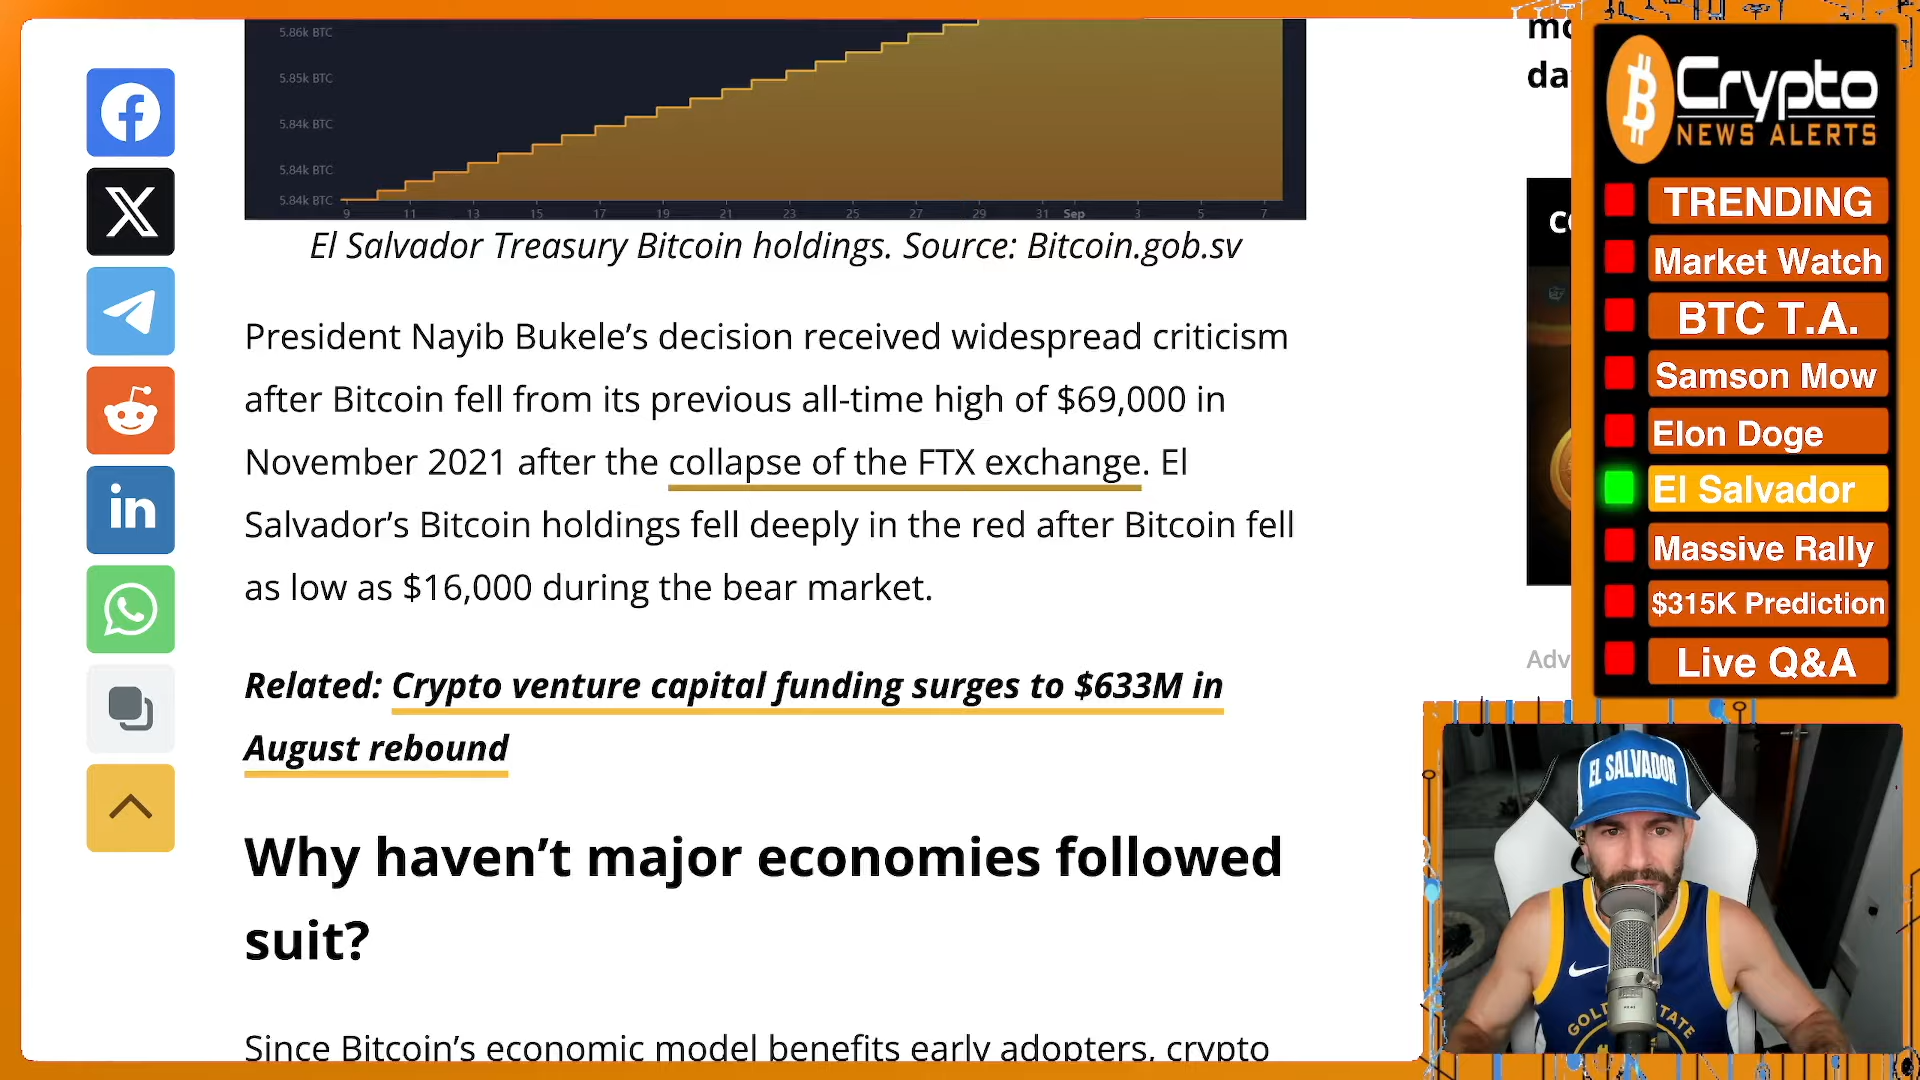 5.86k BTC
5.85k BTC
5.84k BTC
5.84k BTC
5.84k BTC
9 11 13 15 17 19 21 23 25 27 29 31 Sep 3 5 7
El Salvador Treasury Bitcoin holdings. Source: Bitcoin.gob.sv
President Nayib Bukele’s decision received widespread criticism
after Bitcoin fell from its previous all-time high of $69,000 in
November 2021 after the collapse of the FTX exchange. El
Salvador’s Bitcoin holdings fell deeply in the red after Bitcoin fell
as low as $16,000 during the bear market.
Related: Crypto venture capital funding surges to $633M in
August rebound
Why haven’t major economies followed
suit?
Since Bitcoin’s economic model benefits early adopters, crypto
in
Adv
Crypto
NEWS ALERTS
TRENDING
Market Watch
BTC T.A.
Samson Mow
Elon Doge
El Salvador
Massive Rally
$315K Prediction
Live Q&A
EL SALVADOR